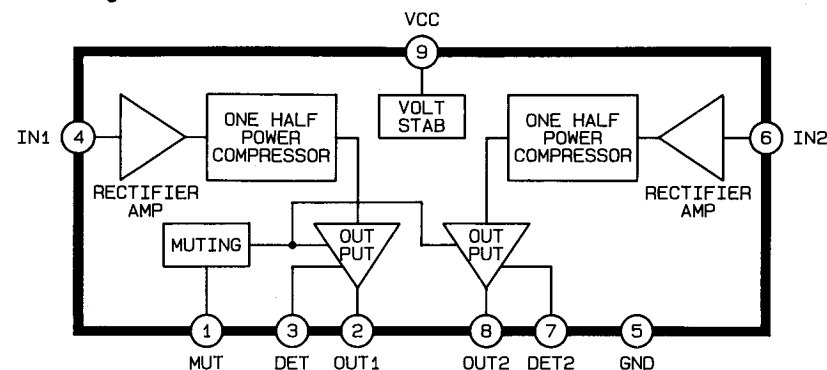 VCC
9
VOLT
STAB
ONE HALF
POWER
COMPRESSOR
ONE HALF
POWER
COMPRESSOR
IN1 4
6 IN2
RECTIFIER
AMP
RECTIFIER
AMP
MUTING
OUT
PUT
OUT
PUT
1 3 2 8 7 5
MUT DET OUT1 OUT2 DET2 GND